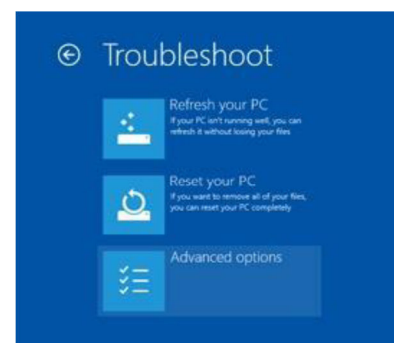 Troubleshoot
Refresh your PC
If your PC isn't running well, you can
refresh it without losing your files
Reset your PC
If you want to remove all of your files,
you can reset your PC completely
Advanced options